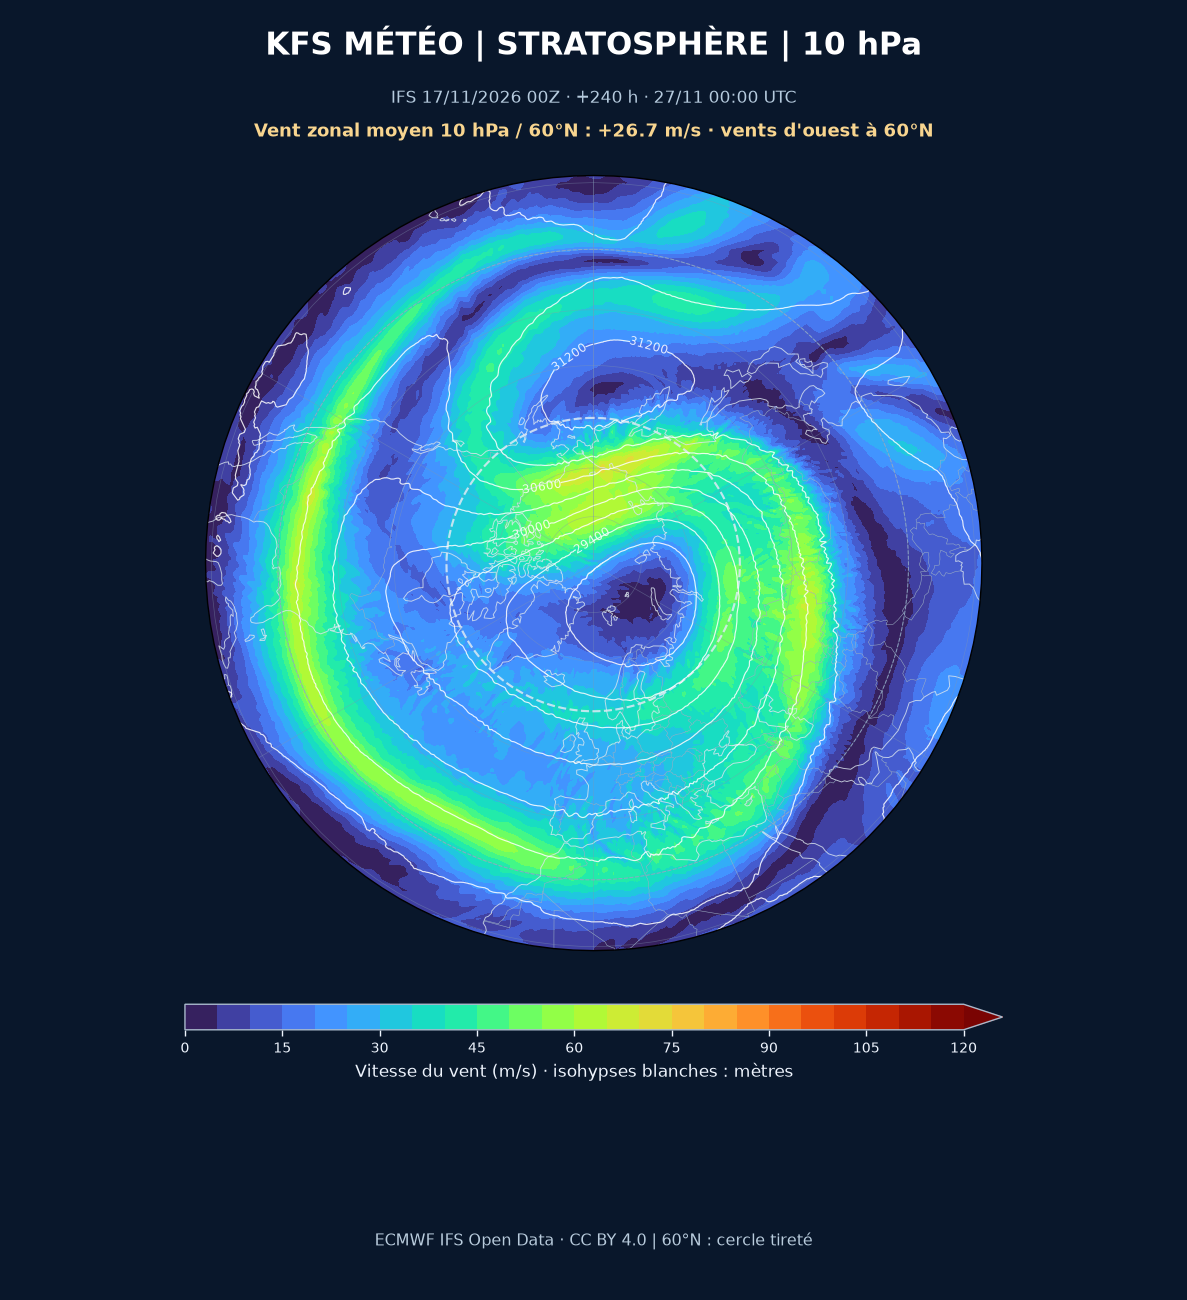 KFS MÉTÉO | STRATOSPHÈRE | 10 hPa
IFS 17/11/2026 00Z · +240 h · 27/11 00:00 UTC
Vent zonal moyen 10 hPa / 60°N : +26.7 m/s · vents d'ouest à 60°N
31200 31200
30600
30000
29400
0 15 30 45 60 75 90 105 120
Vitesse du vent (m/s) · isohypses blanches : mètres
ECMWF IFS Open Data · CC BY 4.0 | 60°N : cercle tireté